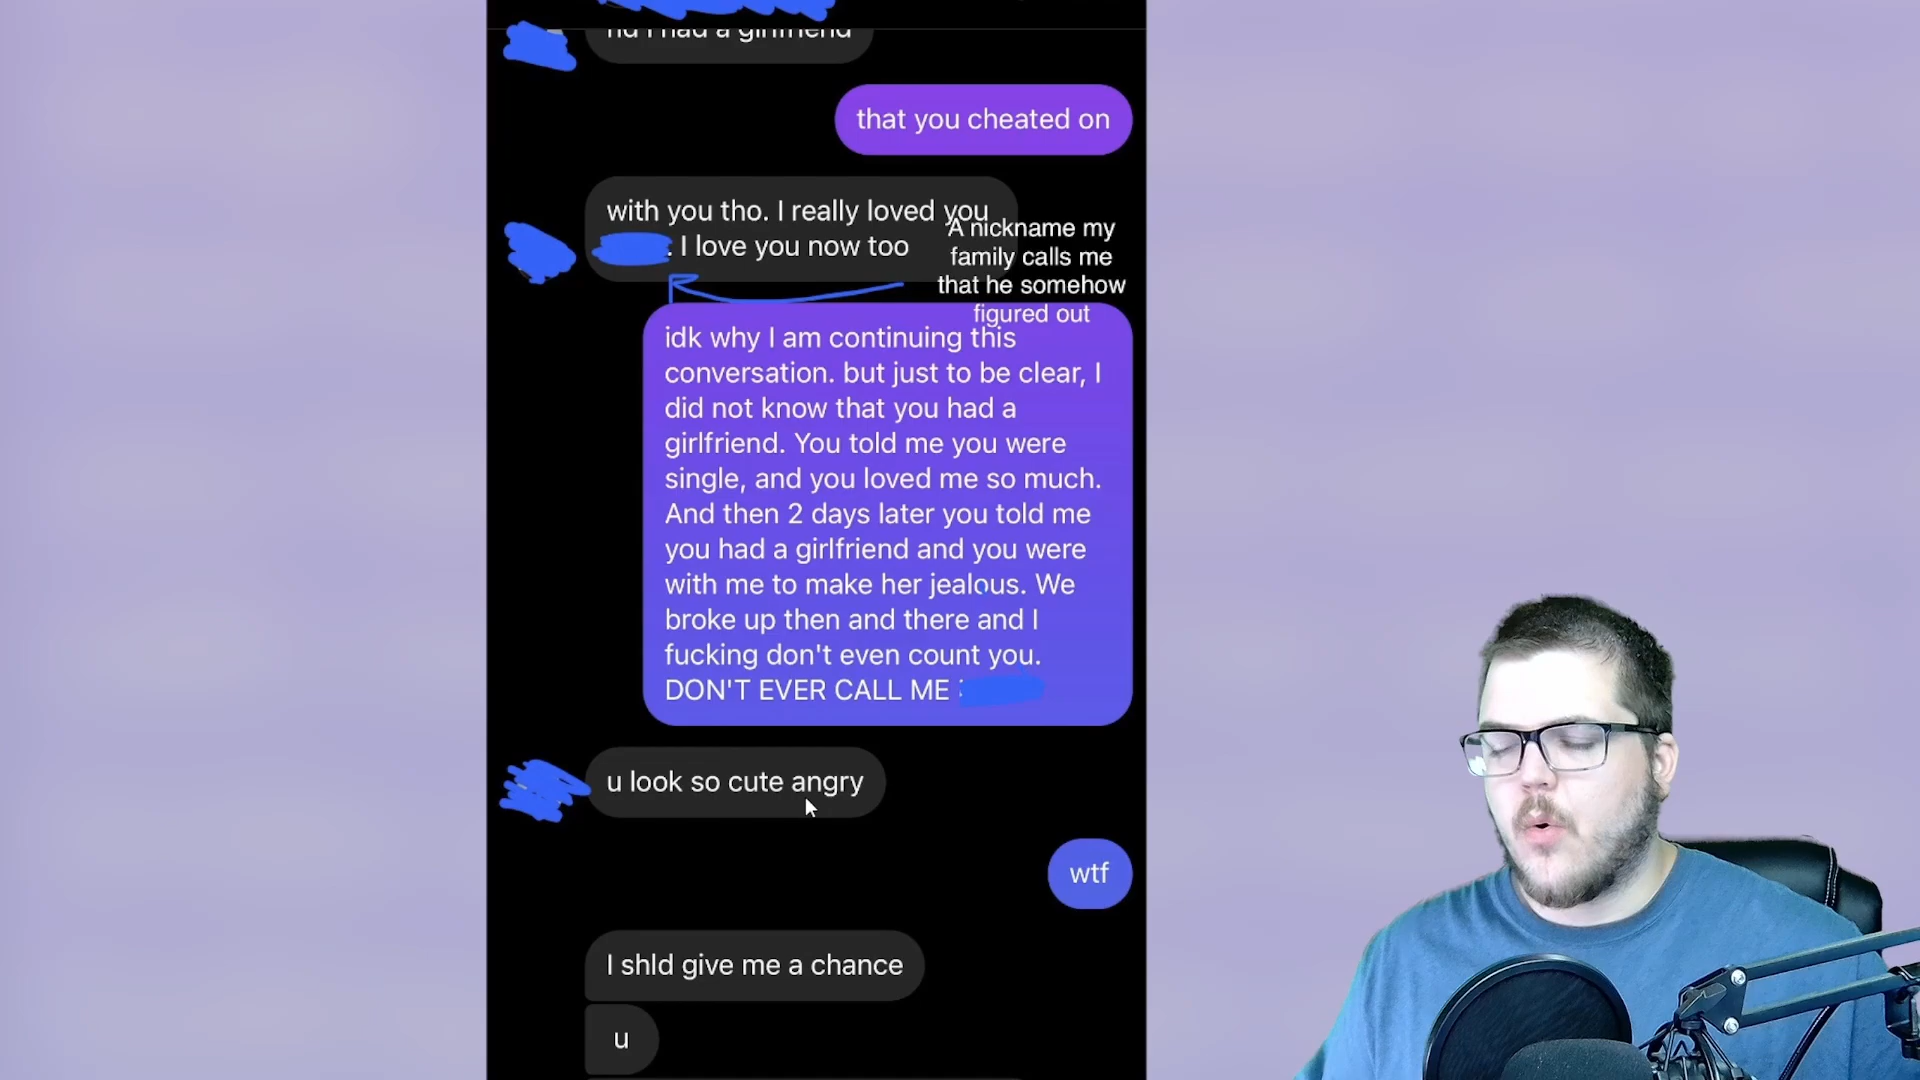 nd I had a girlfriend
that you cheated on
with you tho. I really loved you
. I love you now too
A nickname my
family calls me
that he somehow
figured out
idk why I am continuing this
conversation. but just to be clear, I
did not know that you had a
girlfriend. You told me you were
single, and you loved me so much.
And then 2 days later you told me
you had a girlfriend and you were
with me to make her jealous. We
broke up then and there and I
fucking don't even count you.
DON'T EVER CALL ME
u look so cute angry
wtf
I shld give me a chance
u